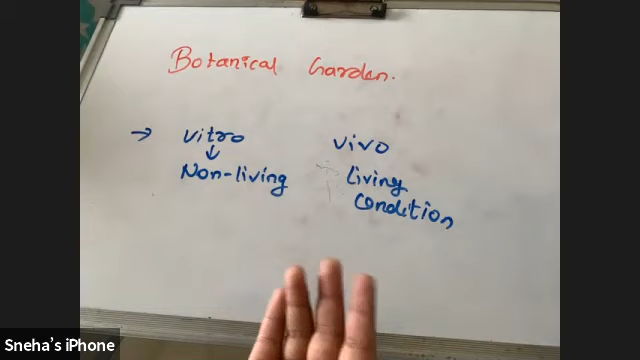 Botanical Garden.
→ vitro vivo
↓
Non-living living
condition
Sneha's iPhone